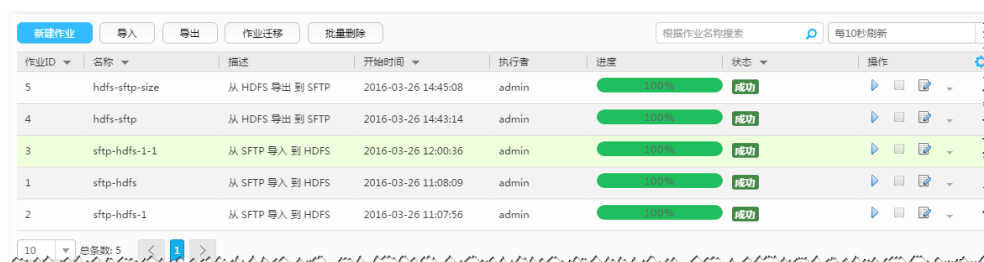 新建作业 导入 导出 作业迁移 批量删除 根据作业名称搜索 每10秒刷新
作业ID 名称 描述 开始时间 执行者 进度 状态 操作
5 hdfs-sftp-size 从 HDFS 导出 到 SFTP 2016-03-26 14:45:08 admin 100% 成功
4 hdfs-sftp 从 HDFS 导出 到 SFTP 2016-03-26 14:43:14 admin 100% 成功
3 sftp-hdfs-1-1 从 SFTP 导入 到 HDFS 2016-03-26 12:00:36 admin 100% 成功
1 sftp-hdfs 从 SFTP 导入 到 HDFS 2016-03-26 11:08:09 admin 100% 成功
2 sftp-hdfs-1 从 SFTP 导入 到 HDFS 2016-03-26 11:07:56 admin 100% 成功
10 总条数: 5 < 1 >